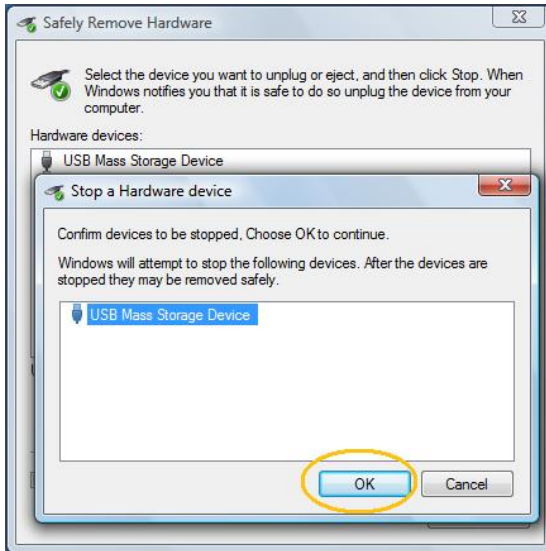 Safely Remove Hardware
Select the device you want to unplug or eject, and then click Stop. When
Windows notifies you that it is safe to do so unplug the device from your
computer.
Hardware devices:
USB Mass Storage Device
Stop a Hardware device
Confirm devices to be stopped, Choose OK to continue.
Windows will attempt to stop the following devices. After the devices are
stopped they may be removed safely.
USB Mass Storage Device
OK
Cancel